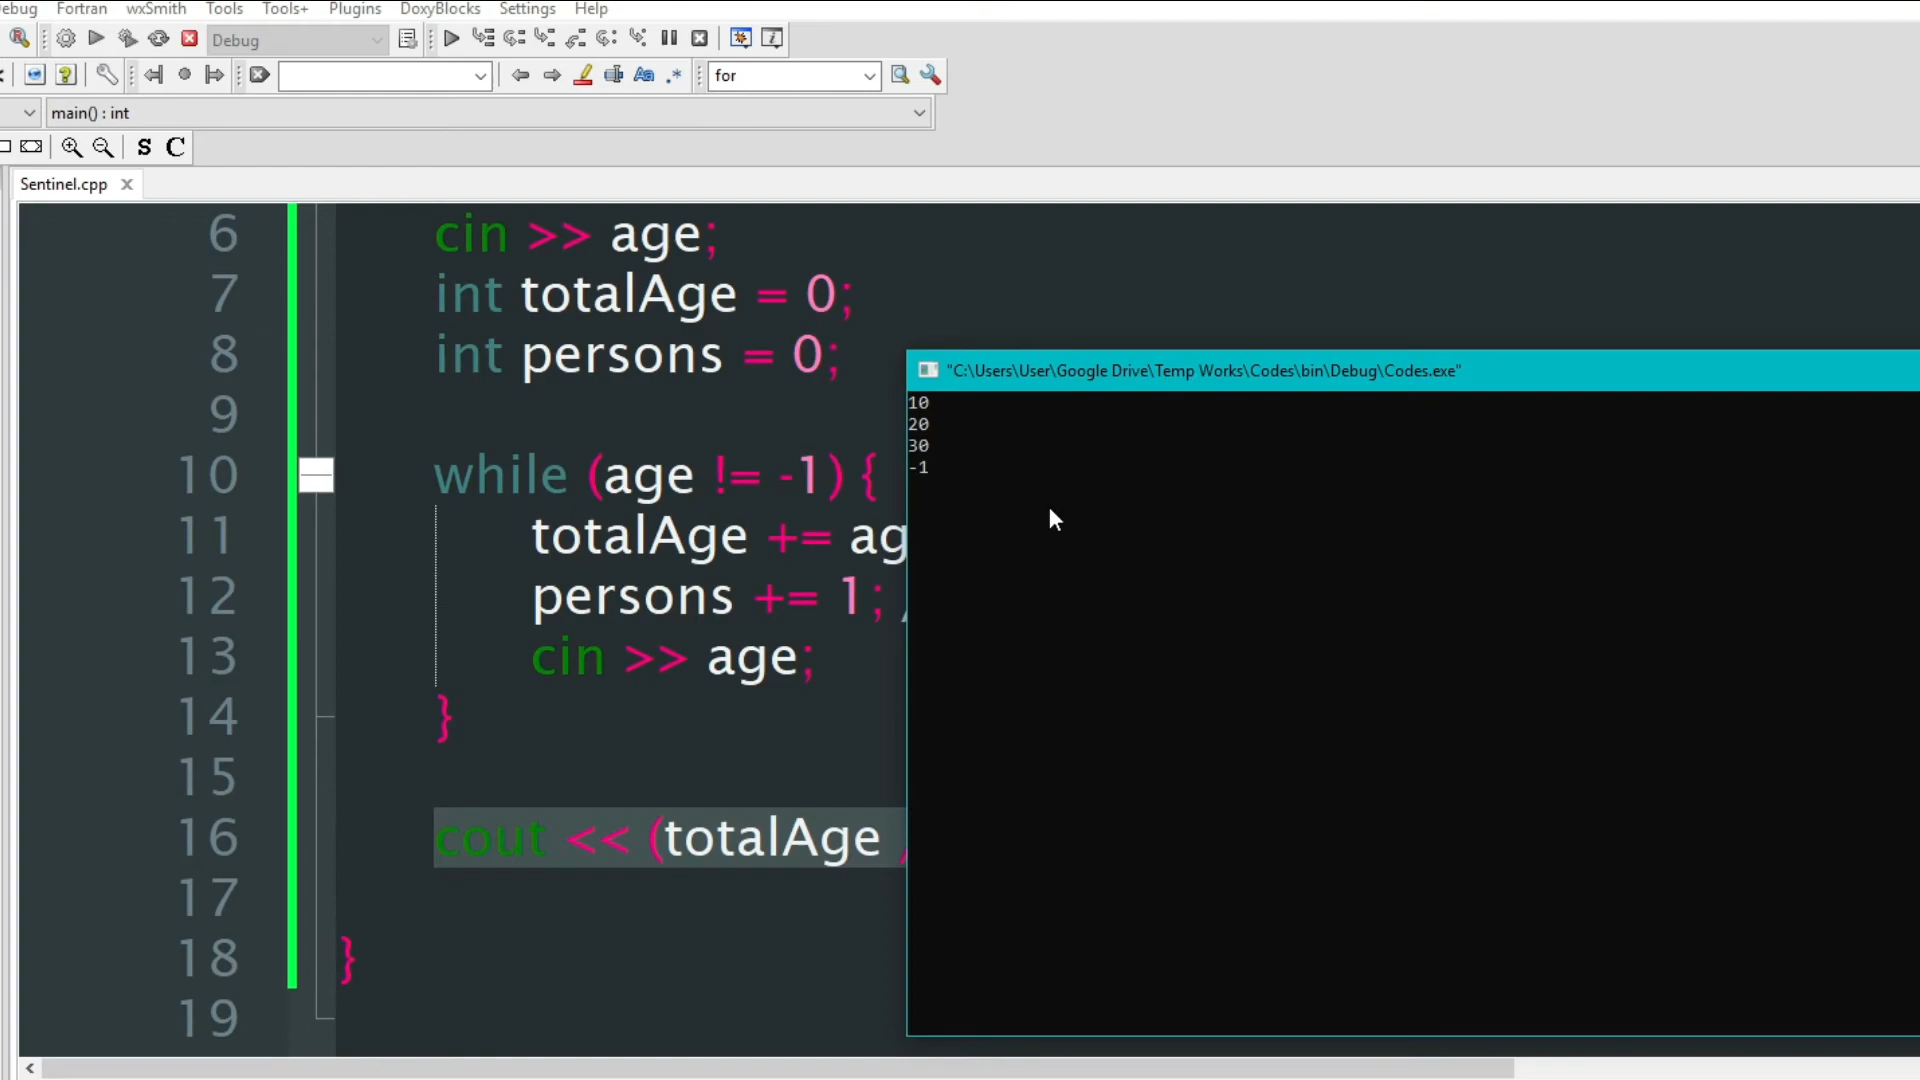 ebug Fortran wxSmith Tools Tools+ Plugins DoxyBlocks Settings Help
Debug
for
main() : int
S C
Sentinel.cpp
6 cin >> age;
7 int totalAge = 0;
8 int persons = 0;
9
10 while (age != -1) {
11 totalAge += ag
12 persons += 1; /
13 cin >> age;
14 }
15
16 cout << (totalAge /
17
18 }
19
"C:\Users\User\Google Drive\Temp Works\Codes\bin\Debug\Codes.exe"
10
20
30
-1